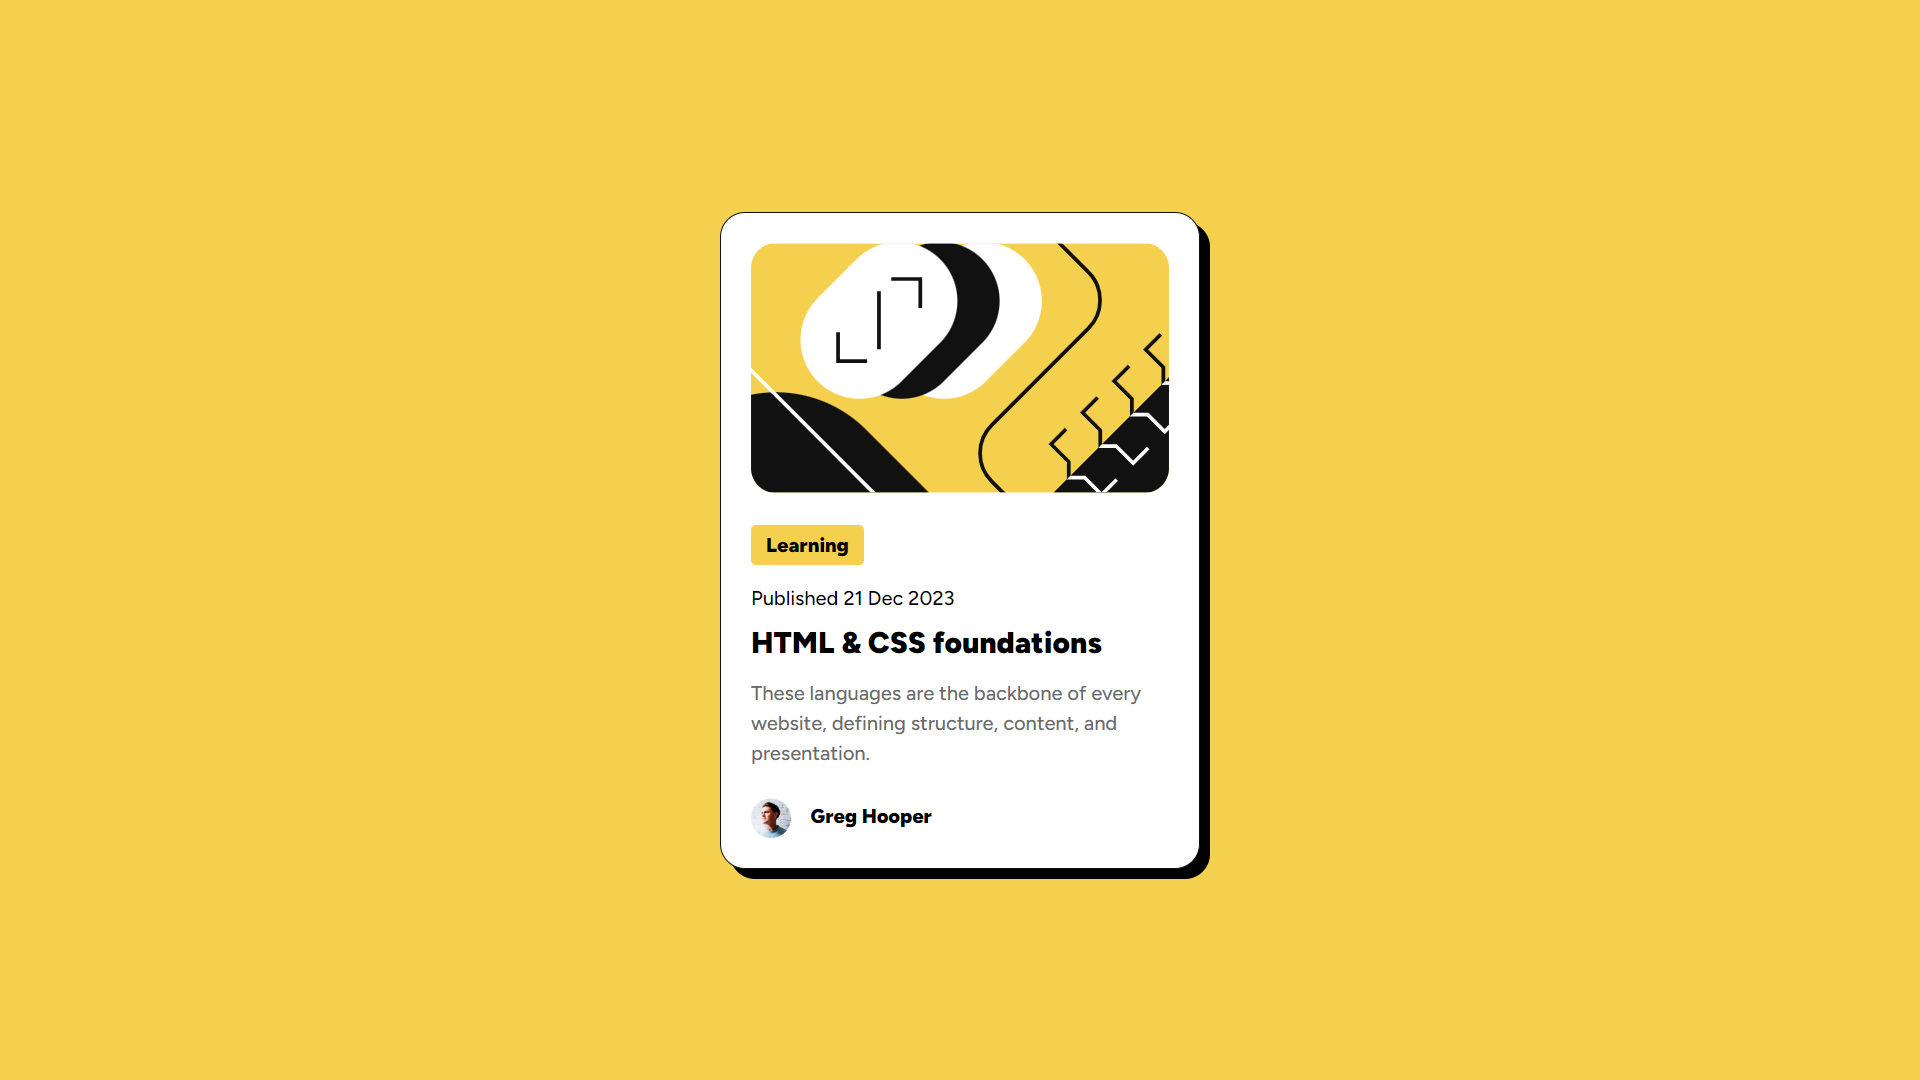 Learning
Published 21 Dec 2023
HTML & CSS foundations
These languages are the backbone of every
website, defining structure, content, and
presentation.
Greg Hooper